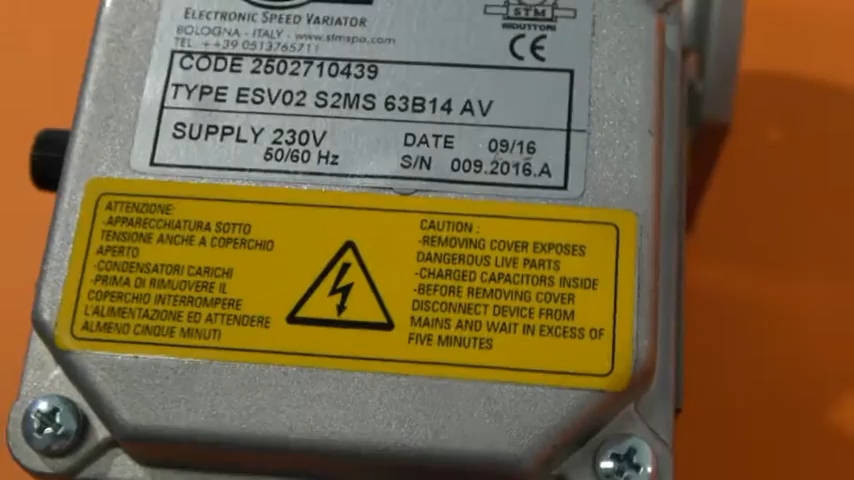 ELECTRONIC SPEED VARIATOR
BOLOGNA - ITALY - www.stmspa.com
TEL. ++39 0513765711
STM
RIDUTTORI
CE
CODE 2502710439
TYPE ESV02 S2MS 63B14 AV
SUPPLY 230V
50/60 Hz
DATE 09/16
S/N 009.2016.A
ATTENZIONE:
-APPARECCHIATURA SOTTO
TENSIONE ANCHE A COPERCHIO
APERTO
-CONDENSATORI CARICHI
-PRIMA DI RIMUOVERE IL
COPERCHIO INTERROMPERE
L'ALIMENTAZIONE ED ATTENDERE
ALMENO CINQUE MINUTI
CAUTION :
-REMOVING COVER EXPOSES
DANGEROUS LIVE PARTS
-CHARGED CAPACITORS INSIDE
-BEFORE REMOVING COVER
DISCONNECT DEVICE FROM
MAINS AND WAIT IN EXCESS OF
FIVE MINUTES